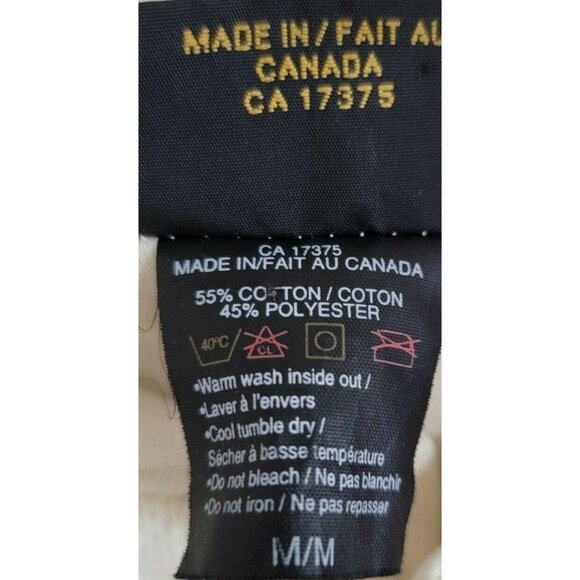 MADE IN / FAIT AU
CANADA
CA 17375
CA 17375
MADE IN/FAIT AU CANADA
55% COTTON / COTON
45% POLYESTER
40°C
CL
•Warm wash inside out /
•Laver à l'envers
•Cool tumble dry /
Sécher à basse température
•Do not bleach / Ne pas blanchir
•Do not iron / Ne pas repasser
M/M